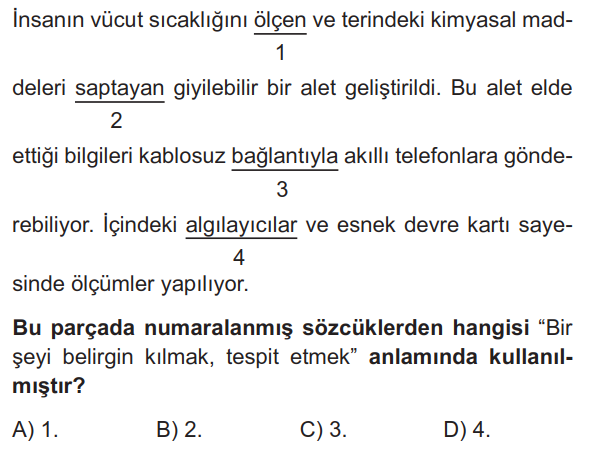 İnsanın vücut sıcaklığını ölçen ve terindeki kimyasal mad-
1
deleri saptayan giyilebilir bir alet geliştirildi. Bu alet elde
2
ettiği bilgileri kablosuz bağlantıyla akıllı telefonlara gönde-
3
rebiliyor. İçindeki algılayıcılar ve esnek devre kartı saye-
4
sinde ölçümler yapılıyor.
Bu parçada numaralanmış sözcüklerden hangisi “Bir
şeyi belirgin kılmak, tespit etmek” anlamında kullanıl-
mıştır?
A) 1. B) 2. C) 3. D) 4.